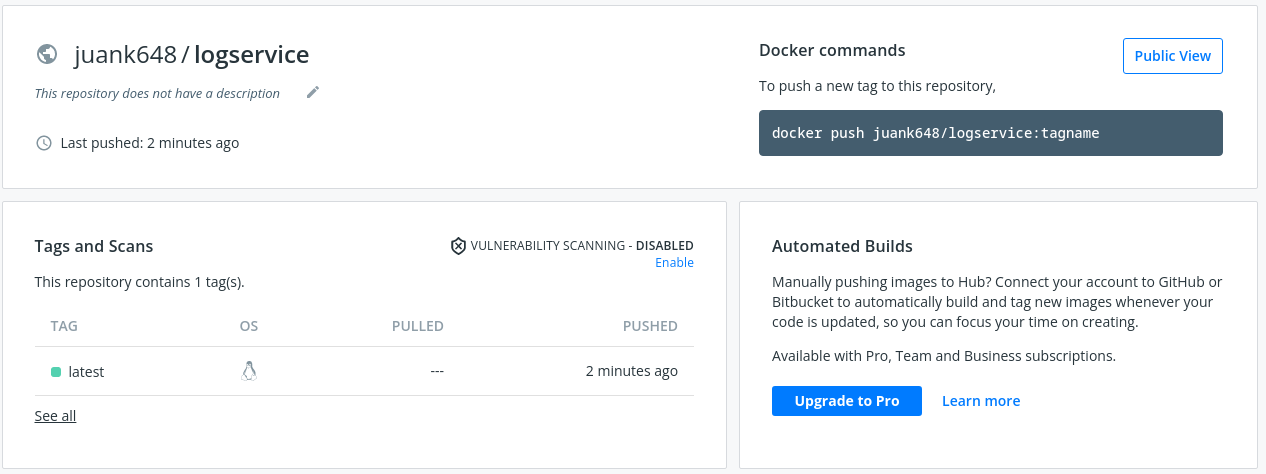 juank648 / logservice
This repository does not have a description
Last pushed: 2 minutes ago
Docker commands
Public View
To push a new tag to this repository,
docker push juank648/logservice:tagname
Tags and Scans
VULNERABILITY SCANNING - DISABLED
Enable
This repository contains 1 tag(s).
TAG OS PULLED PUSHED
latest --- 2 minutes ago
See all
Automated Builds
Manually pushing images to Hub? Connect your account to GitHub or
Bitbucket to automatically build and tag new images whenever your
code is updated, so you can focus your time on creating.
Available with Pro, Team and Business subscriptions.
Upgrade to Pro Learn more